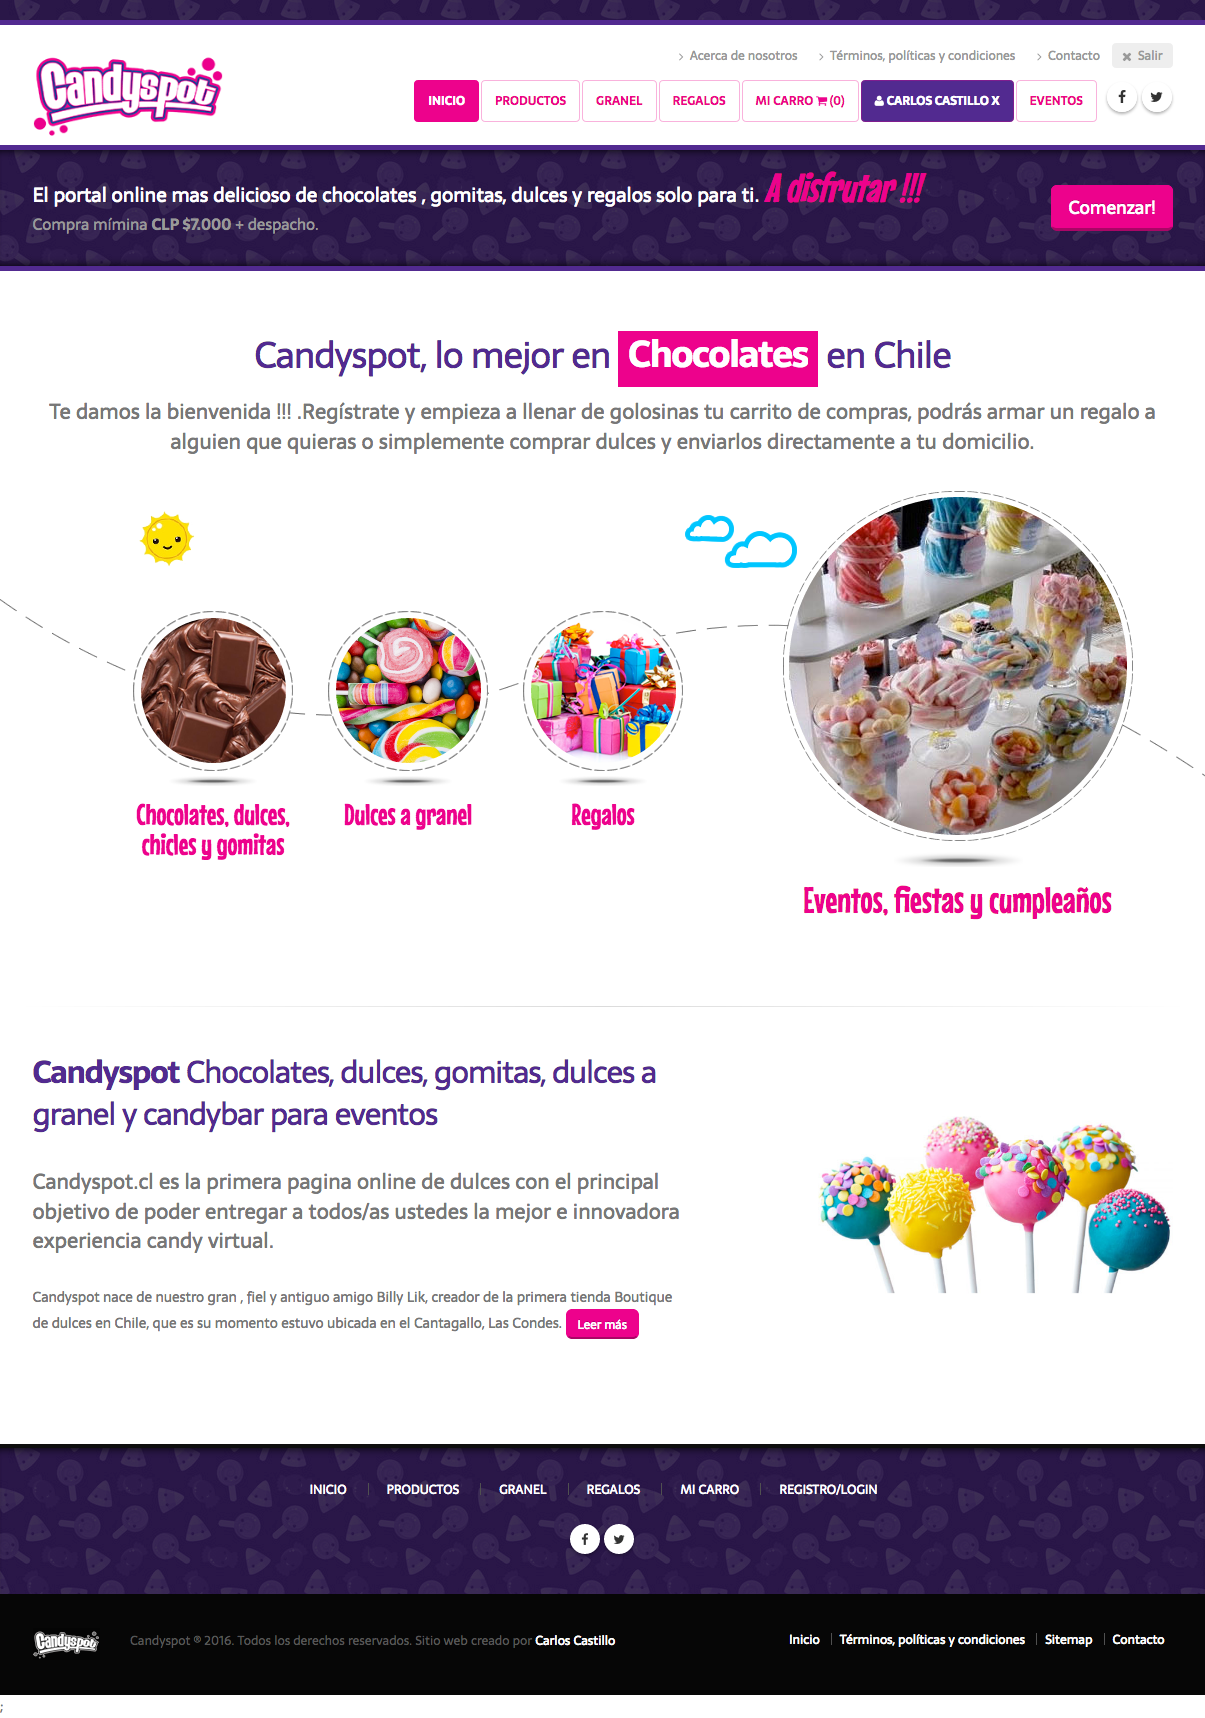 Acerca de nosotros
Términos, políticas y condiciones
Contacto
Salir
Candyspot
INICIO
PRODUCTOS
GRANEL
REGALOS
MI CARRO (0)
CARLOS CASTILLO X
EVENTOS
El portal online mas delicioso de chocolates , gomitas, dulces y regalos solo para ti. A disfrutar !!!
Compra mímina CLP $7.000 + despacho.
Comenzar!
Candyspot, lo mejor en Chocolates en Chile
Te damos la bienvenida !!! .Regístrate y empieza a llenar de golosinas tu carrito de compras, podrás armar un regalo a
alguien que quieras o simplemente comprar dulces y enviarlos directamente a tu domicilio.
Chocolates, dulces,
chicles y gomitas
Dulces a granel
Regalos
Eventos, fiestas y cumpleaños
Candyspot Chocolates, dulces, gomitas, dulces a
granel y candybar para eventos
Candyspot.cl es la primera pagina online de dulces con el principal
objetivo de poder entregar a todos/as ustedes la mejor e innovadora
experiencia candy virtual.
Candyspot nace de nuestro gran , fiel y antiguo amigo Billy Lik, creador de la primera tienda Boutique
de dulces en Chile, que es su momento estuvo ubicada en el Cantagallo, Las Condes. Leer más
INICIO
PRODUCTOS
GRANEL
REGALOS
MI CARRO
REGISTRO/LOGIN
Candyspot
Candyspot ® 2016. Todos los derechos reservados. Sitio web creado por Carlos Castillo
Inicio
Términos, políticas y condiciones
Sitemap
Contacto
;